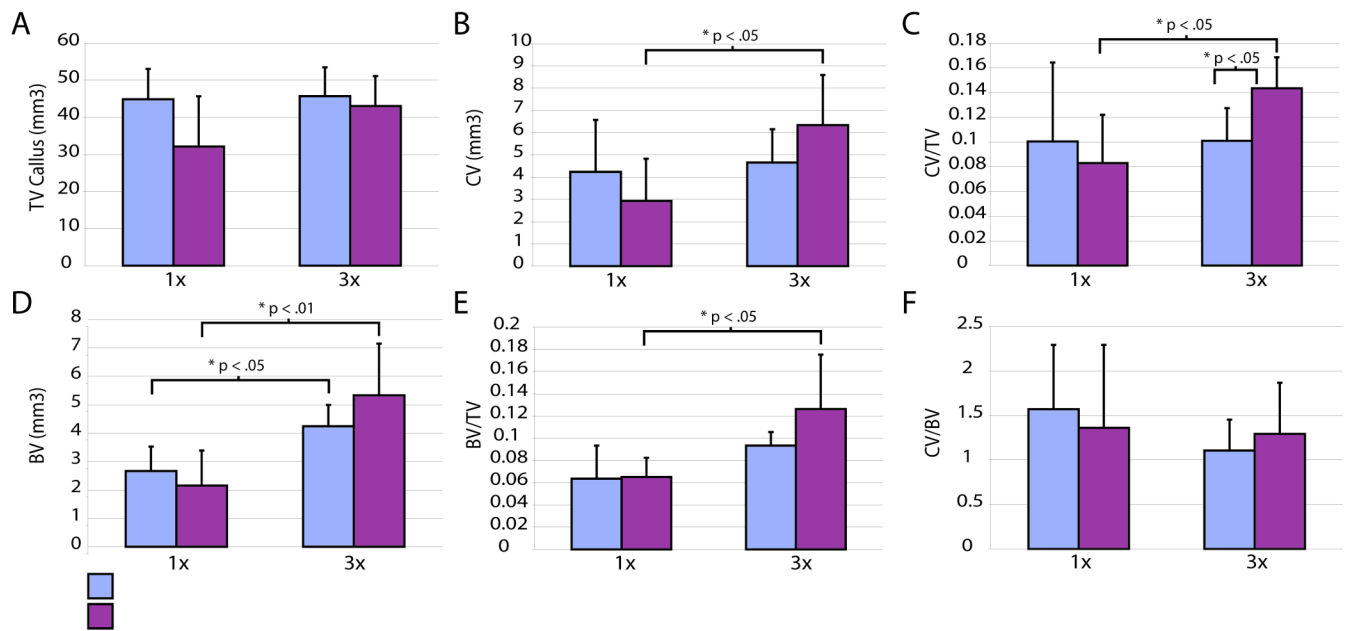 A
TV Callus (mm3)
60
50
40
30
20
10
0
1x
3x
B
CV (mm3)
10
9
8
7
6
5
4
3
2
1
0
* p < .05
1x
3x
C
CV/TV
0.18
0.16
0.14
0.12
0.1
0.08
0.06
0.04
0.02
0
* p < .05
* p < .05
1x
3x
D
BV (mm3)
8
7
6
5
4
3
2
1
0
* p < .01
* p < .05
1x
3x
E
BV/TV
0.2
0.18
0.16
0.14
0.12
0.1
0.08
0.06
0.04
0.02
0
* p < .05
1x
3x
F
CV/BV
2.5
2
1.5
1
0.5
0
1x
3x